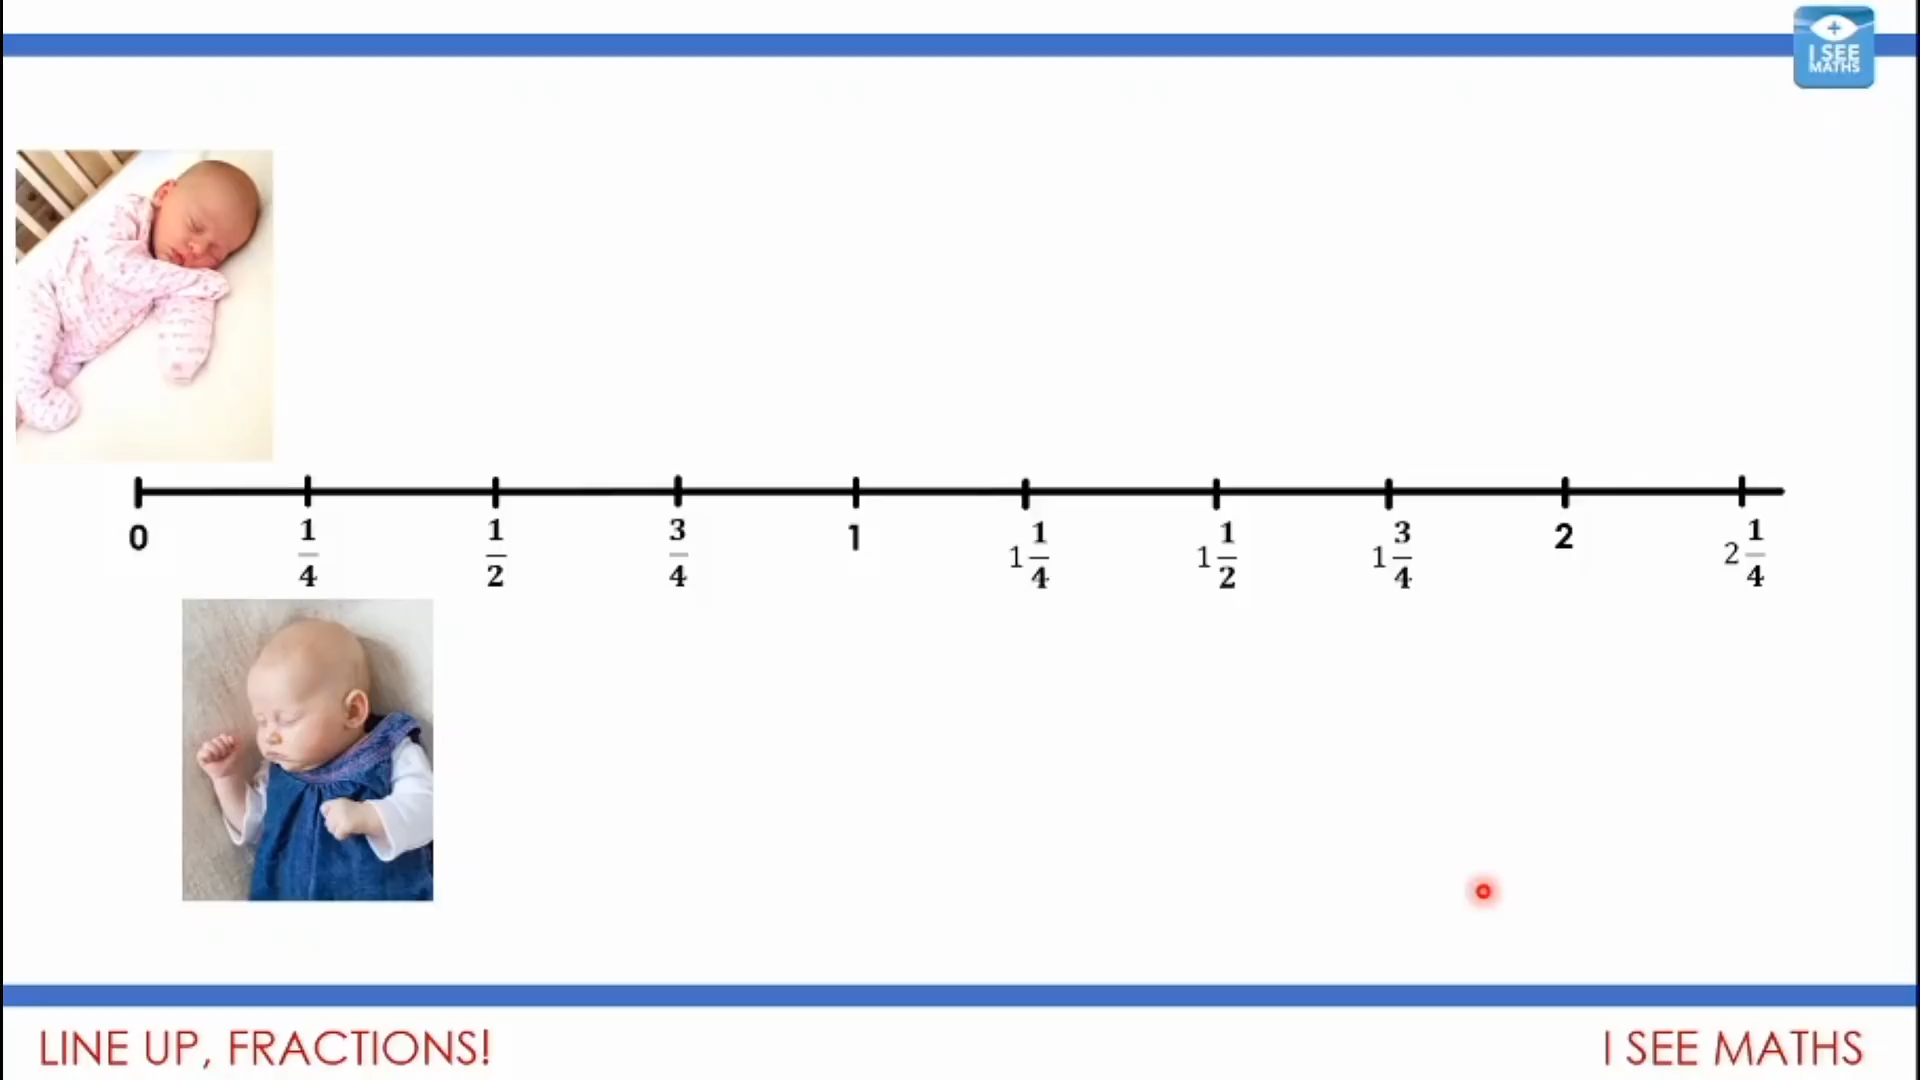 I SEE
MATHS
0 1/4 1/2 3/4 1 1 1/4 1 1/2 1 3/4 2 2 1/4
LINE UP, FRACTIONS!
I SEE MATHS